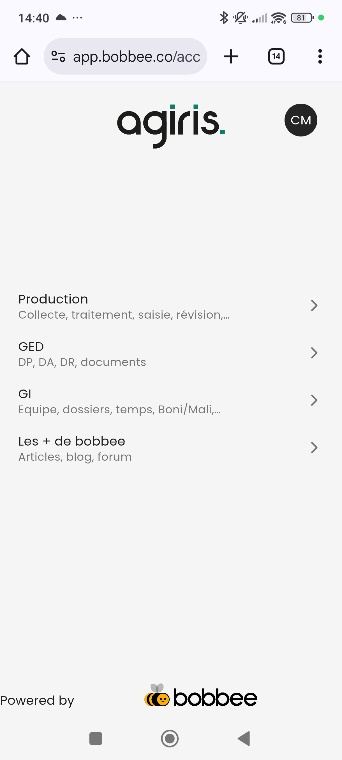 14:40
81
app.bobbee.co/acc
14
agiris.
CM
Production
Collecte, traitement, saisie, révision,...
GED
DP, DA, DR, documents
GI
Equipe, dossiers, temps, Boni/Mali,...
Les + de bobbee
Articles, blog, forum
Powered by
bobbee